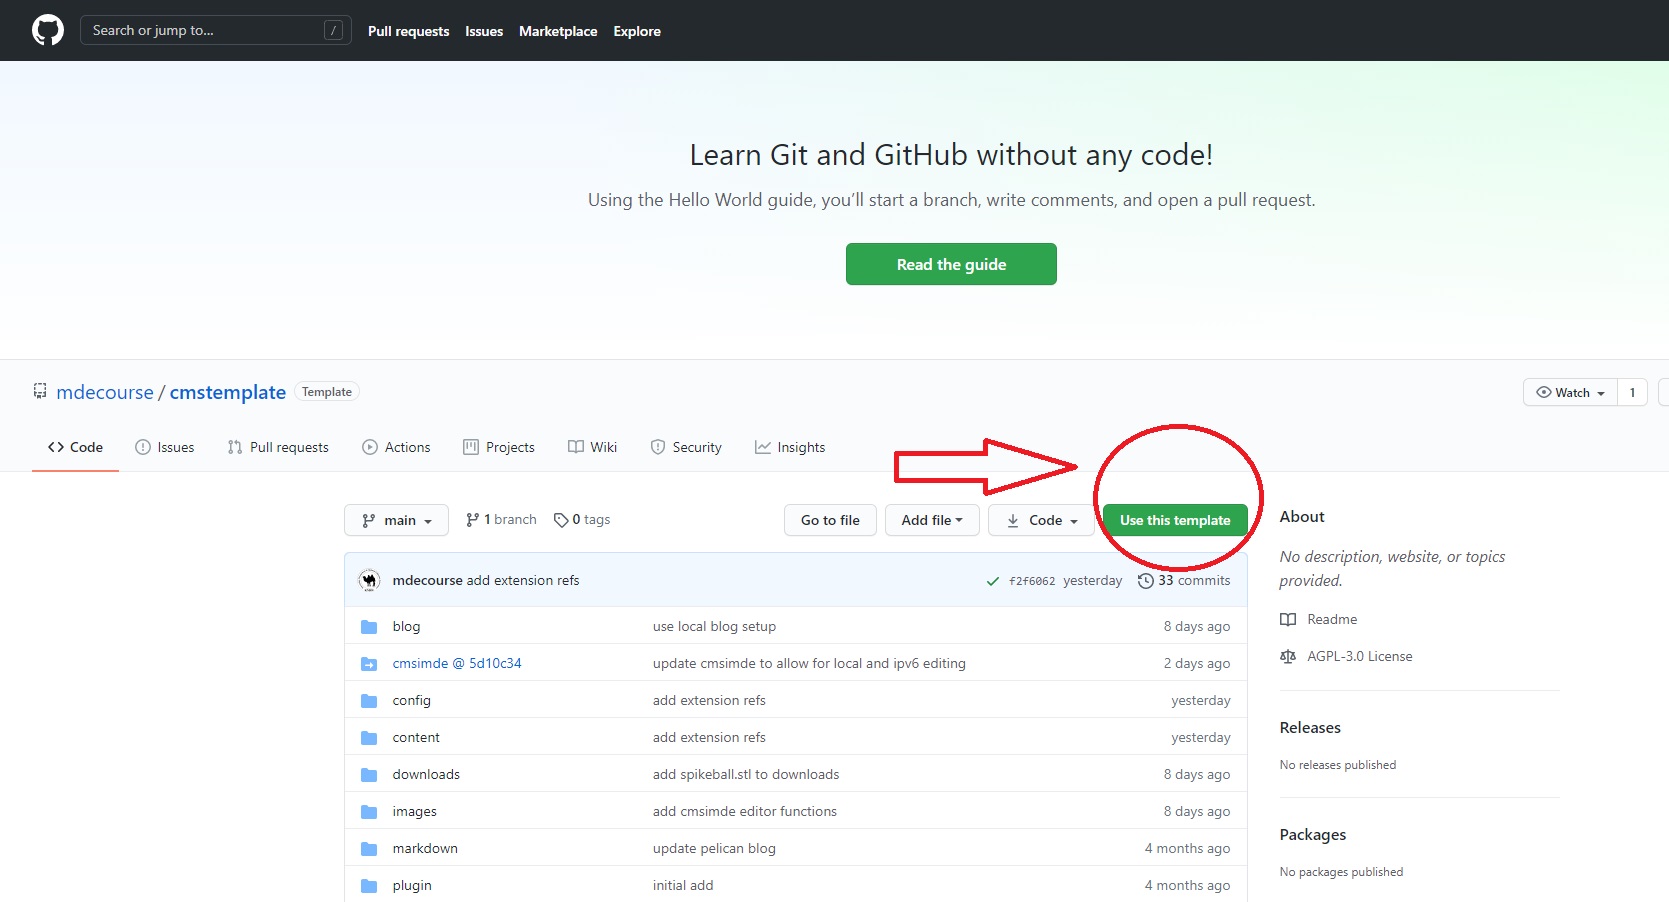 Search or jump to... /
Pull requests Issues Marketplace Explore
Learn Git and GitHub without any code!
Using the Hello World guide, you’ll start a branch, write comments, and open a pull request.
Read the guide
mdecourse / cmstemplate Template
Watch 1
Code Issues Pull requests Actions Projects Wiki Security Insights
main 1 branch 0 tags Go to file Add file Code Use this template
mdecourse add extension refs f2f6062 yesterday 33 commits
blog use local blog setup 8 days ago
cmsimde @ 5d10c34 update cmsimde to allow for local and ipv6 editing 2 days ago
config add extension refs yesterday
content add extension refs yesterday
downloads add spikeball.stl to downloads 8 days ago
images add cmsimde editor functions 8 days ago
markdown update pelican blog 4 months ago
plugin initial add 4 months ago
About
No description, website, or topics
provided.
Readme
AGPL-3.0 License
Releases
No releases published
Packages
No packages published